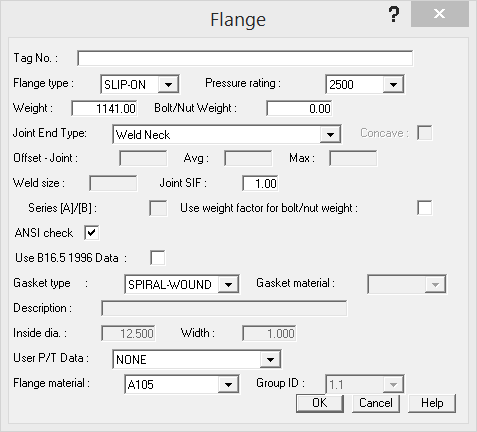 Flange ? ×
Tag No. :
Flange type : SLIP-ON Pressure rating : 2500
Weight : 1141.00 Bolt/Nut Weight : 0.00
Joint End Type: Weld Neck Concave :
Offset - Joint : Avg : Max :
Weld size : Joint SIF : 1.00
Series [A]/[B] : Use weight factor for bolt/nut weight :
ANSI check
Use B16.5 1996 Data :
Gasket type : SPIRAL-WOUND Gasket material :
Description :
Inside dia. : 12.500 Width : 1.000
User P/T Data : NONE
Flange material : A105 Group ID : 1.1
OK Cancel Help